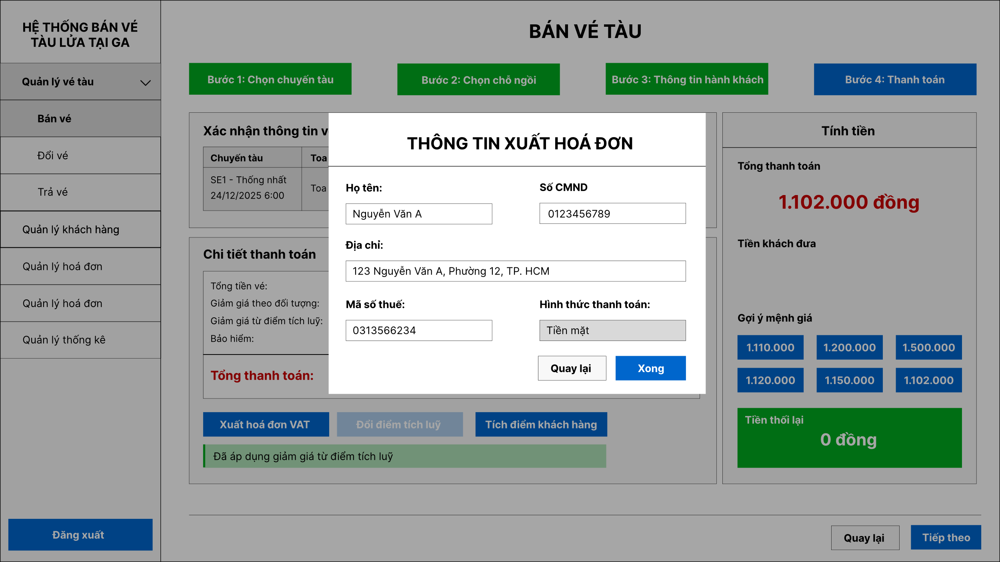 HỆ THỐNG BÁN VÉ
TÀU LỬA TẠI GA
Quản lý vé tàu
Bán vé
Đổi vé
Trả vé
Quản lý khách hàng
Quản lý hoá đơn
Quản lý hoá đơn
Quản lý thống kê
Đăng xuất
BÁN VÉ TÀU
Bước 1: Chọn chuyến tàu
Bước 2: Chọn chỗ ngồi
Bước 3: Thông tin hành khách
Bước 4: Thanh toán
Xác nhận thông tin v
Chuyến tàu
Toa
SE1 - Thống nhất
24/12/2025 6:00
Toa
Chi tiết thanh toán
Tổng tiền vé:
Giảm giá theo đối tượng:
Giảm giá từ điểm tích luỹ:
Bảo hiểm:
Tổng thanh toán:
Xuất hoá đơn VAT
Đổi điểm tích luỹ
Tích điểm khách hàng
Đã áp dụng giảm giá từ điểm tích luỹ
THÔNG TIN XUẤT HOÁ ĐƠN
Họ tên:
Số CMND
Nguyễn Văn A
0123456789
Địa chỉ:
123 Nguyễn Văn A, Phường 12, TP. HCM
Mã số thuế:
Hình thức thanh toán:
0313566234
Tiền mặt
Quay lại
Xong
Tính tiền
Tổng thanh toán
1.102.000 đồng
Tiền khách đưa
Gợi ý mệnh giá
1.110.000
1.200.000
1.500.000
1.120.000
1.150.000
1.102.000
Tiền thối lại
0 đồng
Quay lại
Tiếp theo